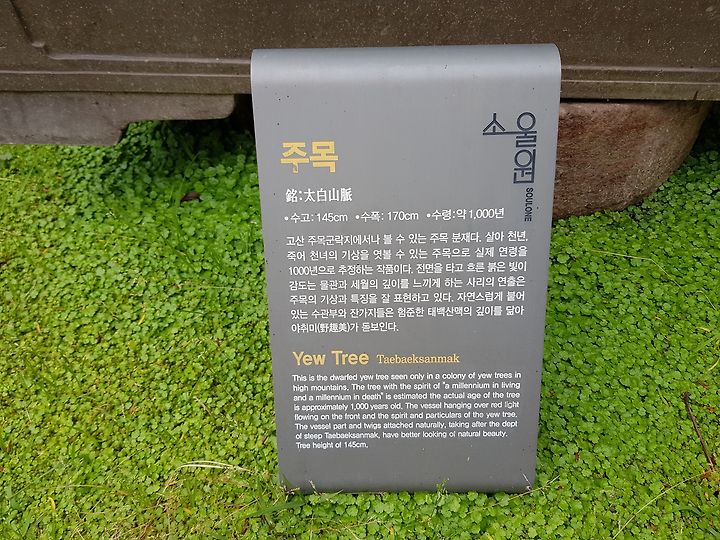 주목
소울원
SOULONE
銘:太白山脈
•수고: 145cm •수폭: 170cm •수령:약 1,000년
고산 주목군락지에서나 볼 수 있는 주목 분재다. 살아 천년,
죽어 천녀의 기상을 엿볼 수 있는 주목으로 실제 연령을
1000년으로 추정하는 작품이다. 전면을 타고 흐른 붉은 빛이
감도는 물관과 세월의 깊이를 느끼게 하는 사리의 연출은
주목의 기상과 특징을 잘 표현하고 있다. 자연스럽게 붙어
있는 수관부와 잔가지들은 험준한 태백산맥의 깊이를 닮아
야취미(野趣美)가 돋보인다.
Yew Tree Taebaeksanmak
This is the dwarfed yew tree seen only in a colony of yew trees in
high mountains. The tree with the spirit of "a millennium in living
and a millennium in death" is estimated the actual age of the tree
is approximately 1,000 years old. The vessel hanging over red light
flowing on the front and the spirit and particulars of the yew tree.
The vessel part and twigs attached naturally, taking after the dept
of steep Taebaeksanmak, have better looking of natural beauty.
Tree height of 145cm.